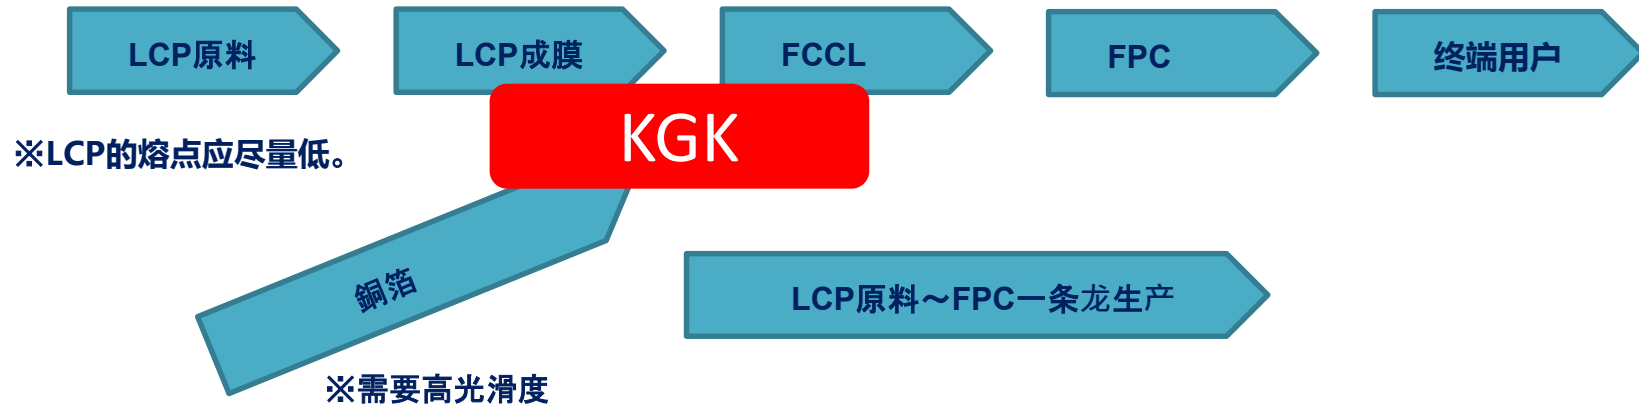 LCP原料
LCP成膜
FCCL
FPC
终端用户
KGK
※LCP的熔点应尽量低。
銅箔
LCP原料～FPC一条龙生产
※需要高光滑度